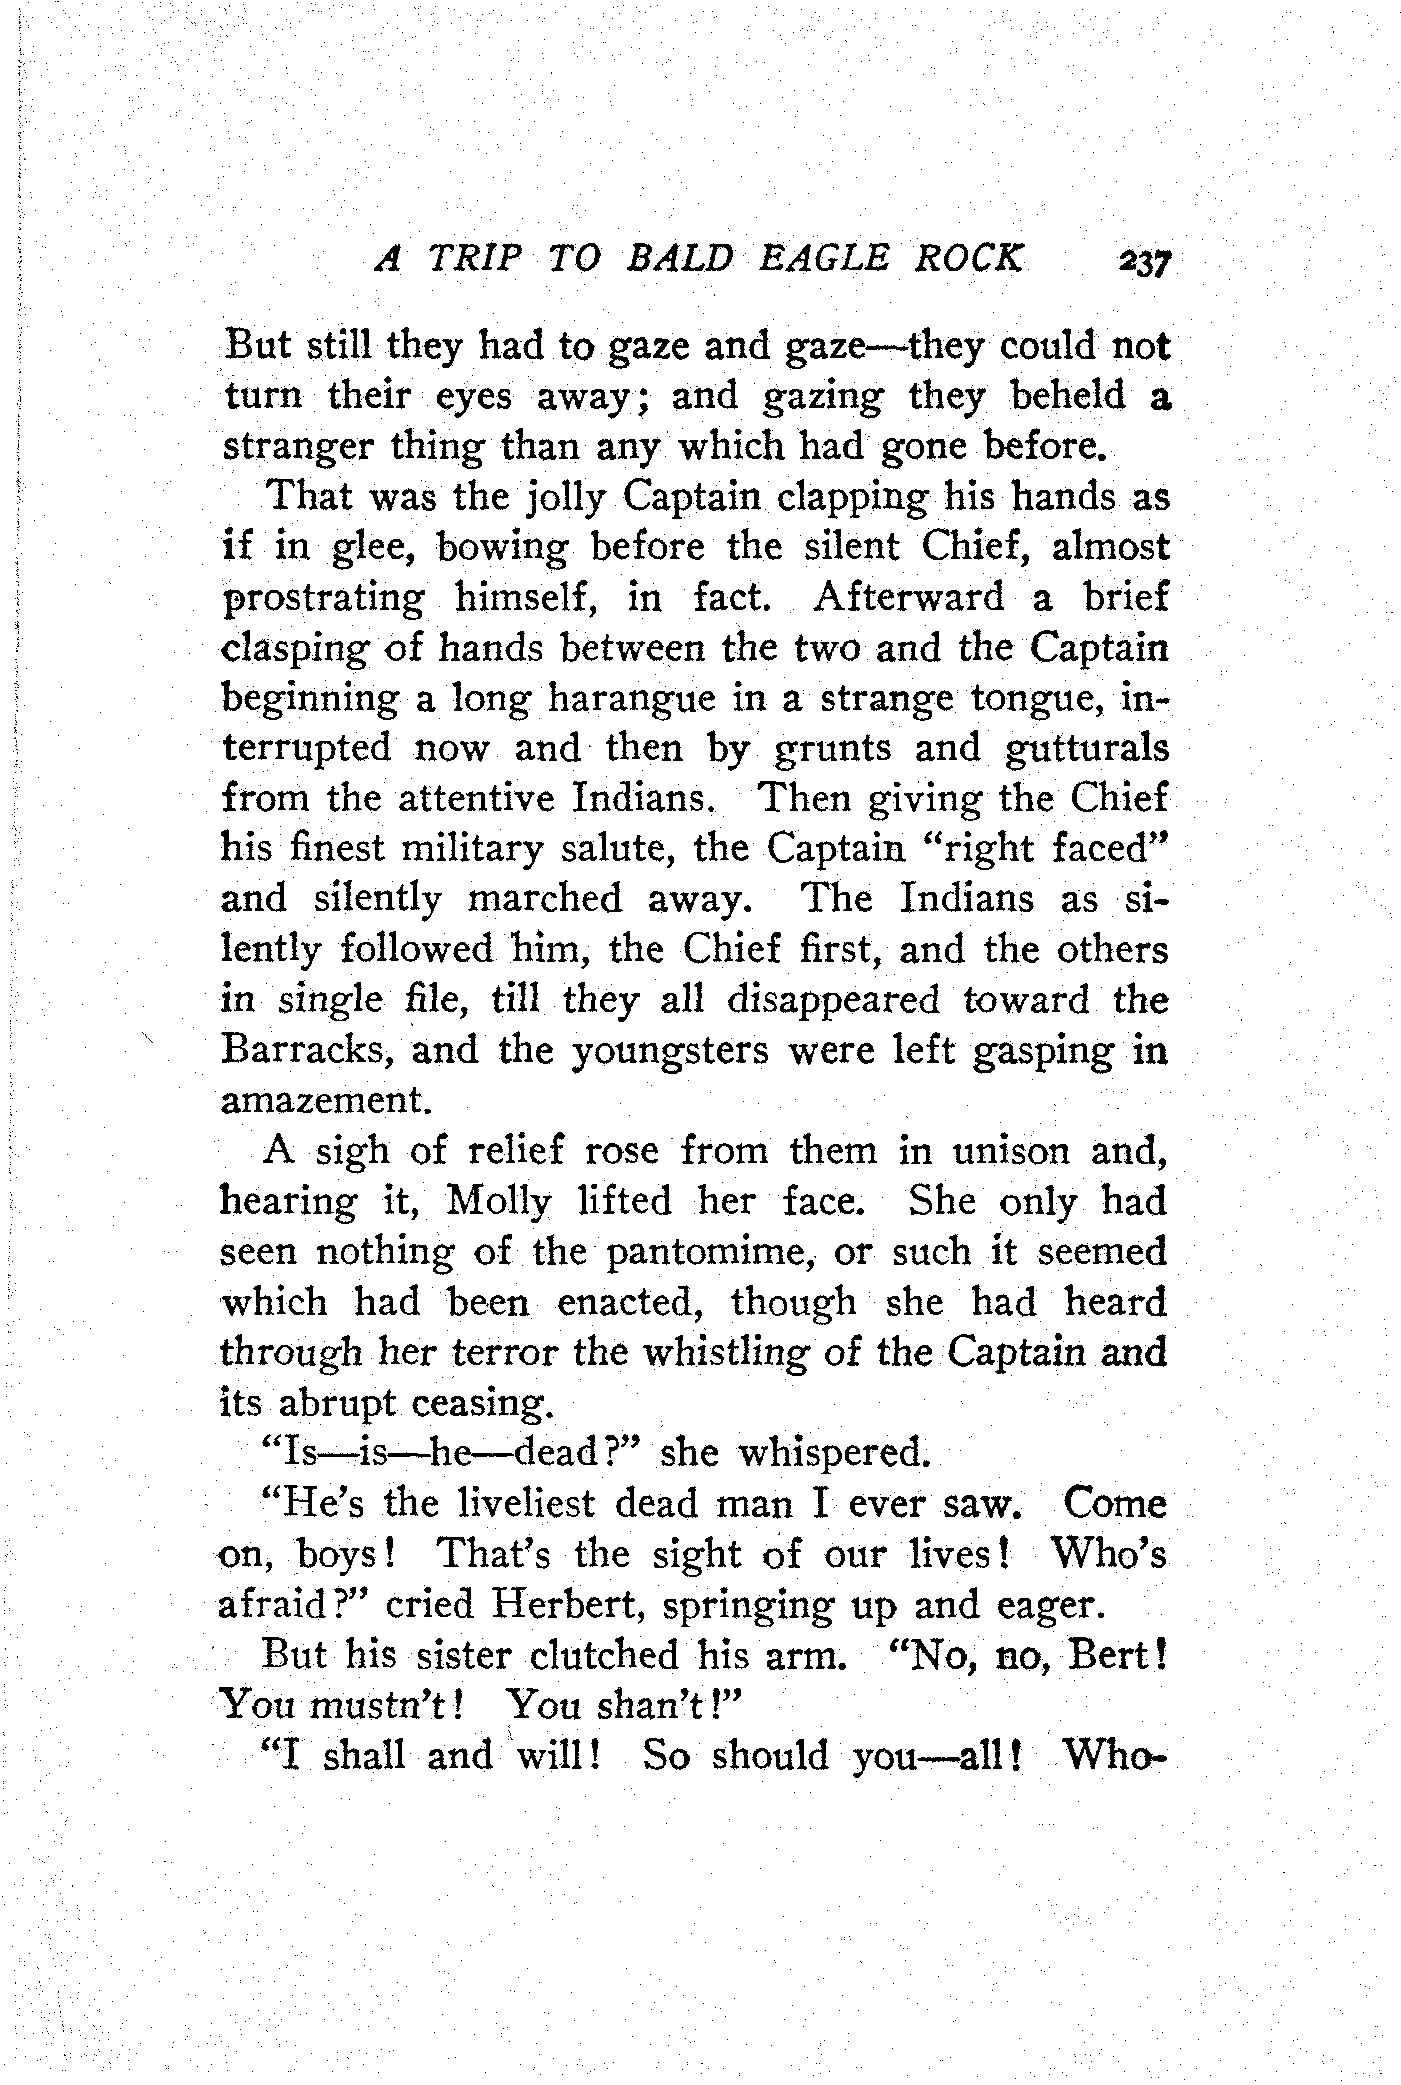 A TRIP TO BALD EAGLE ROCK 237
But still they had to gaze and gaze—they could not
turn their eyes away; and gazing they beheld a
stranger thing than any which had gone before.
That was the jolly Captain clapping his hands as
if in glee, bowing before the silent Chief, almost
prostrating himself, in fact. Afterward a brief
clasping of hands between the two and the Captain
beginning a long harangue in a strange tongue, in-
terrupted now and then by grunts and gutturals
from the attentive Indians. Then giving the Chief
his finest military salute, the Captain “right faced”
and silently marched away. The Indians as si-
lently followed him, the Chief first, and the others
in single file, till they all disappeared toward the
Barracks, and the youngsters were left gasping in
amazement.
A sigh of relief rose from them in unison and,
hearing it, Molly lifted her face. She only had
seen nothing of the pantomime, or such it seemed
which had been enacted, though she had heard
through her terror the whistling of the Captain and
its abrupt ceasing.
“Is—is—he—dead?” she whispered.
“He’s the liveliest dead man I ever saw. Come
on, boys! That’s the sight of our lives! Who’s
afraid?” cried Herbert, springing up and eager.
But his sister clutched his arm. “No, no, Bert!
You mustn’t! You shan’t!”
“I shall and will! So should you—all! Who-